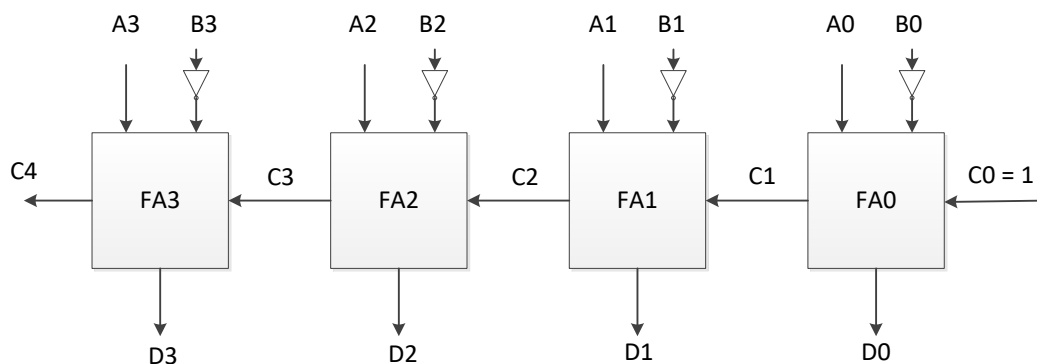 A3 B3 A2 B2 A1 B1 A0 B0
C4 C3 C2 C1 C0 = 1
FA3 FA2 FA1 FA0
D3 D2 D1 D0